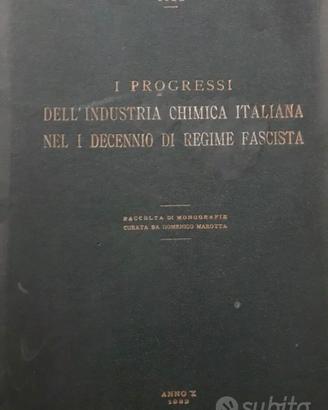 I PROGRESSI
DELL'INDUSTRIA CHIMICA ITALIANA
NEL I DECENNIO DI REGIME FASCISTA
RACCOLTA DI MONOGRAFIE
CURATA DA DOMENICO MAROTTA
ANNO X
1932
subito